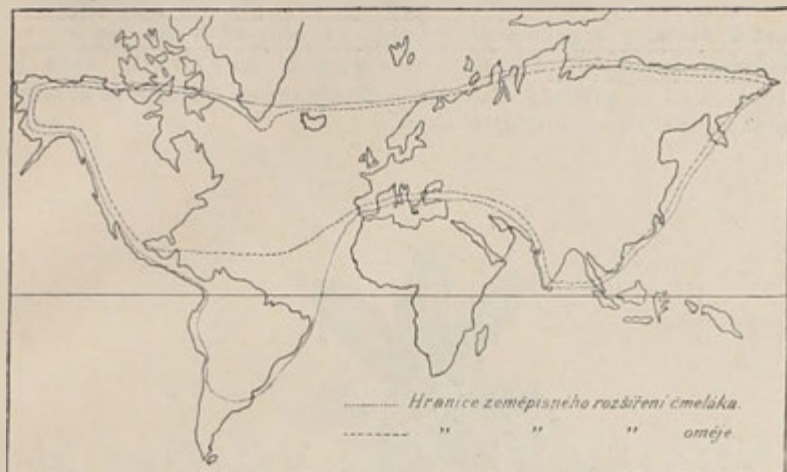 Hranice zeměpisného rozšíření čmeláka.
" " " oměje.